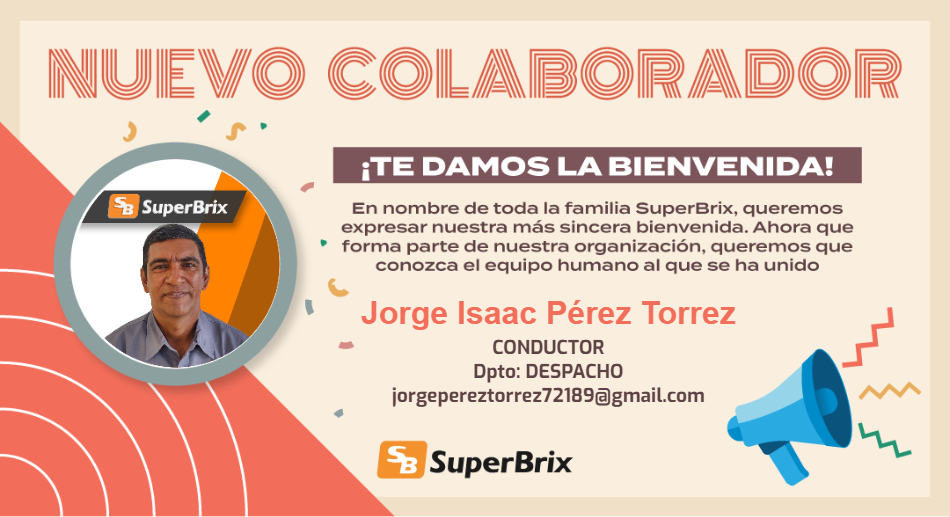 NUEVO COLABORADOR
¡TE DAMOS LA BIENVENIDA!
SB SuperBrix
En nombre de toda la familia SuperBrix, queremos
expresar nuestra más sincera bienvenida. Ahora que
forma parte de nuestra organización, queremos que
conozca el equipo humano al que se ha unido
Jorge Isaac Pérez Torrez
CONDUCTOR
Dpto: DESPACHO
jorgepereztorrez72189@gmail.com
SB SuperBrix